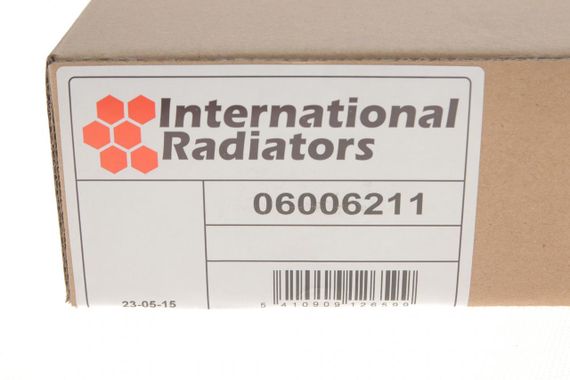 International
Radiators
06006211
23-05-15
5 410909 126599